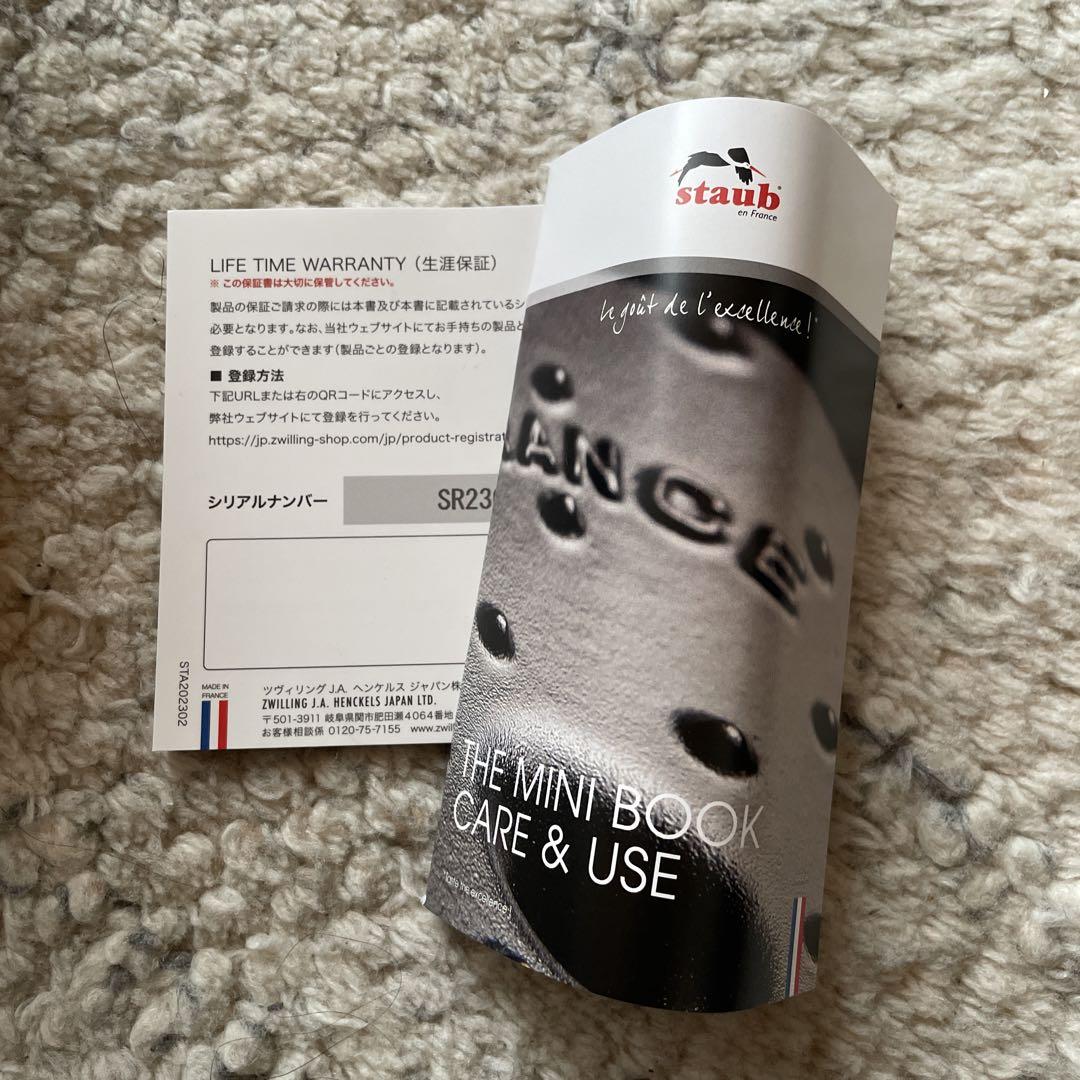 LIFE TIME WARRANTY（生涯保証）
※ この保証書は大切に保管してください。
製品の保証ご請求の際には本書及び本書に記載されているシ
必要となります。なお、当社ウェブサイトにてお手持ちの製品と
登録することができます（製品ごとの登録となります）。
■ 登録方法
下記URLまたは右のQRコードにアクセスし、
弊社ウェブサイトにて登録を行ってください。
https://jp.zwilling-shop.com/jp/product-registrat
シリアルナンバー SR23
STA202302
MADE IN
FRANCE
ツヴィリング J.A. ヘンケルス ジャパン株
ZWILLING J.A. HENCKELS JAPAN LTD.
〒501-3911 岐阜県関市肥田瀬4064番地
お客様相談係 0120-75-7155 www.zwil
staub
en France
le goût de l'excellence!
ANCE
THE MINI BOOK
CARE & USE